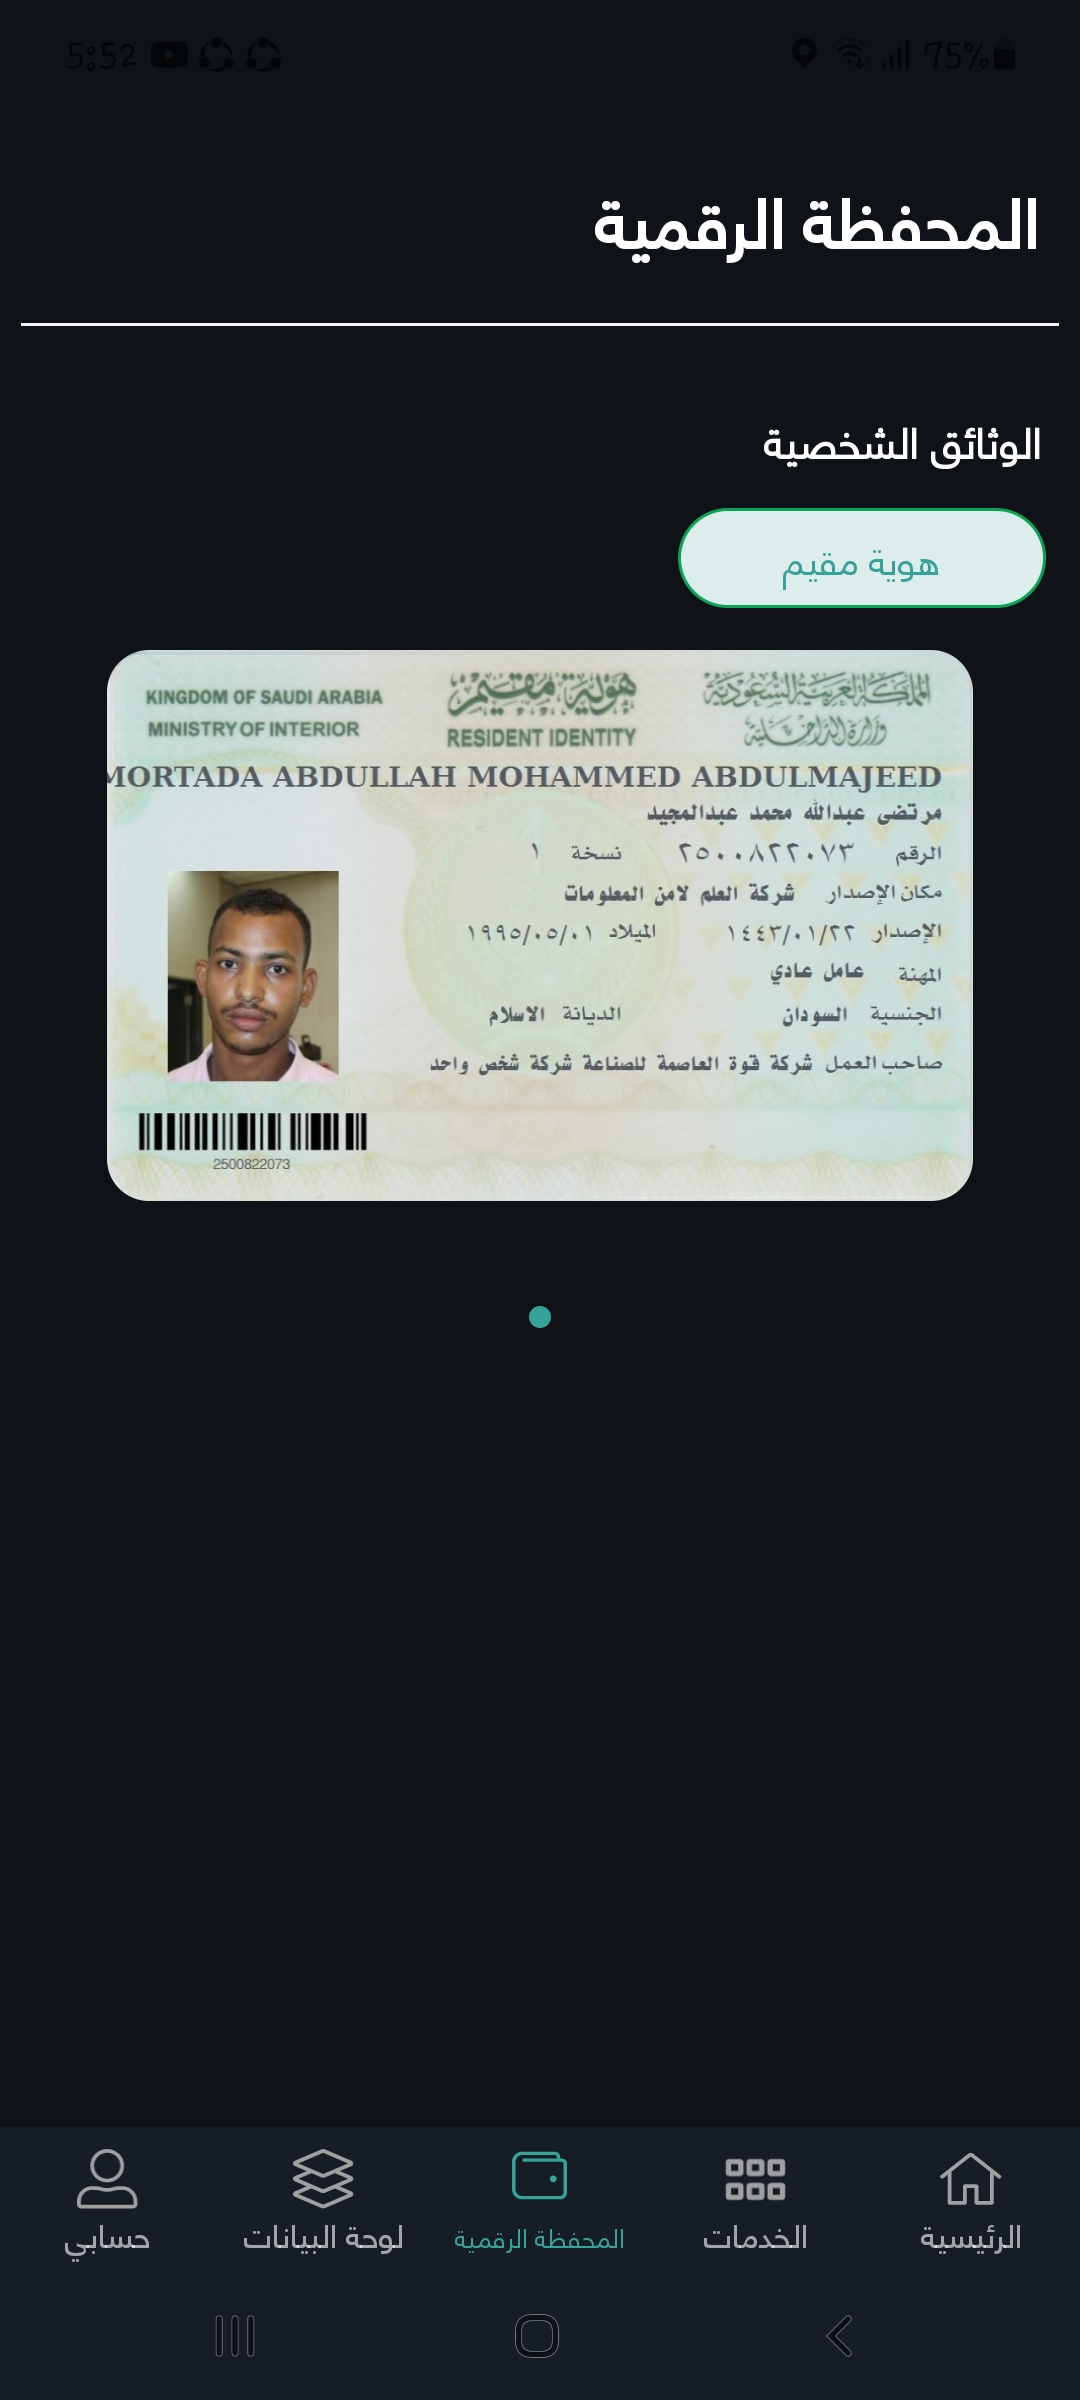 5:52 75%
المحفظة الرقمية
الوثائق الشخصية
هوية مقيم
المملكة العربية السعودية هوية مقيم KINGDOM OF SAUDI ARABIA
وزارة الداخلية RESIDENT IDENTITY MINISTRY OF INTERIOR
MORTADA ABDULLAH MOHAMMED ABDULMAJEED
مرتضى عبدالله محمد عبدالمجيد
الرقم ٢٥٠٠٨٢٢٠٧٣ نسخة ١
مكان الإصدار شركة العلم لامن المعلومات
الإصدار ١٤٤٣/٠١/٢٢ الميلاد ١٩٩٥/٠٥/٠١
المهنة عامل عادي
الجنسية السودان الديانة الاسلام
صاحب العمل شركة قوة العاصمة للصناعة شركة شخص واحد
2500822073
الرئيسية الخدمات المحفظة الرقمية لوحة البيانات حسابي